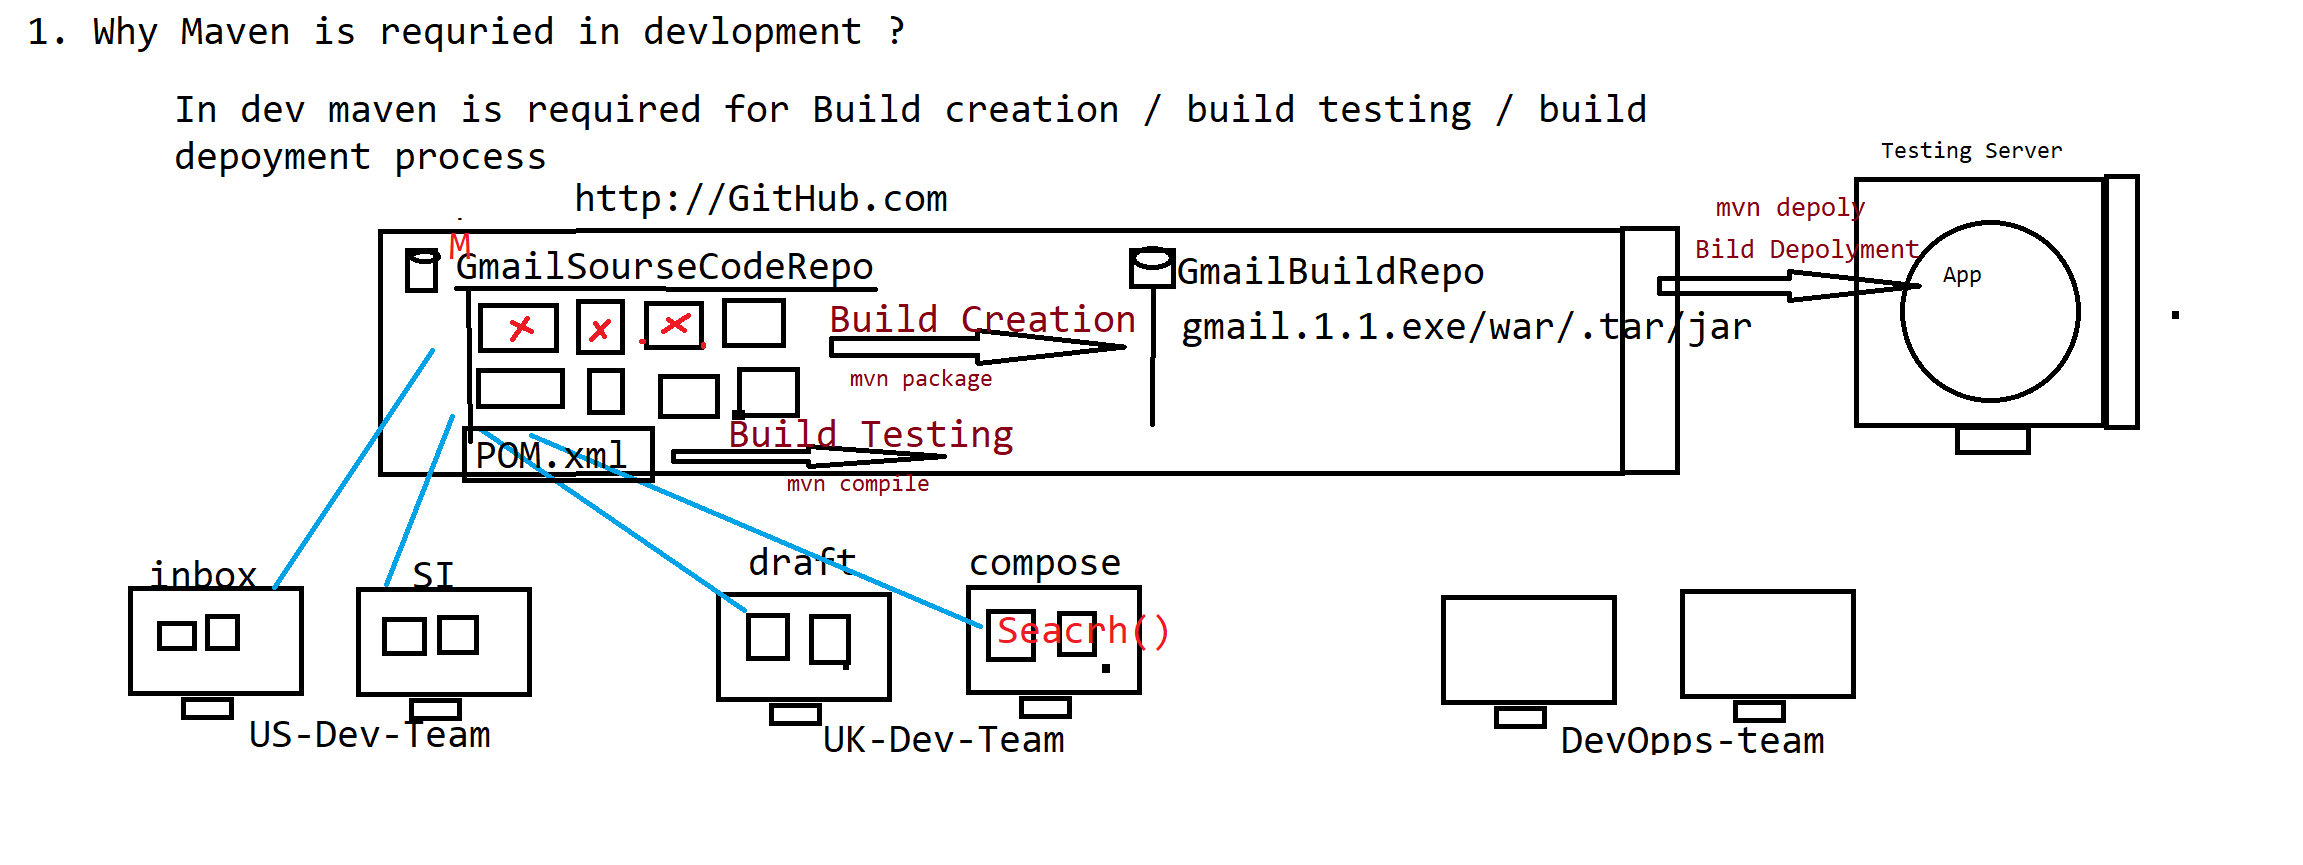 1. Why Maven is requried in devlopment ?
In dev maven is required for Build creation / build testing / build
depoyment process
http://GitHub.com
Testing Server
mvn depoly
Bild Depolyment
M
GmailSourseCodeRepo
GmailBuildRepo
App
Build Creation
gmail.1.1.exe/war/.tar/jar
mvn package
Build Testing
POM.xml
mvn compile
inbox
SI
draft
compose
Seacrh()
US-Dev-Team
UK-Dev-Team
DevOpps-team